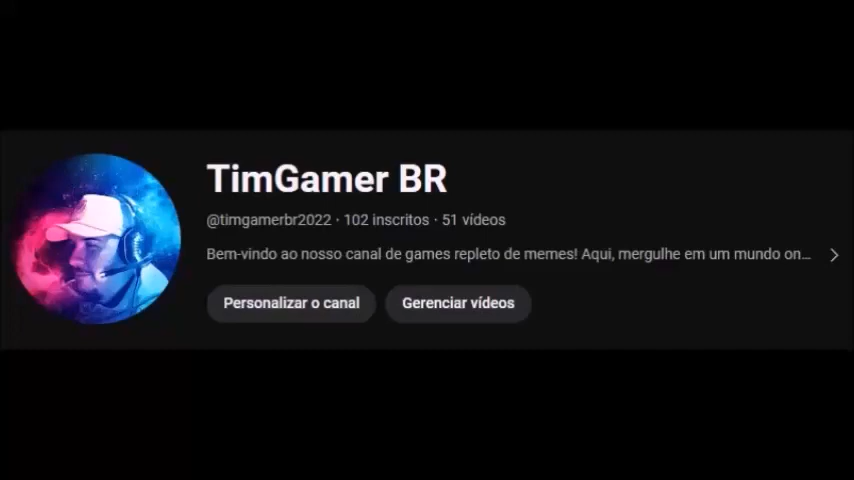 TimGamer BR
@timgamerbr2022 · 102 inscritos · 51 vídeos
Bem-vindo ao nosso canal de games repleto de memes! Aqui, mergulhe em um mundo on...
Personalizar o canal
Gerenciar vídeos